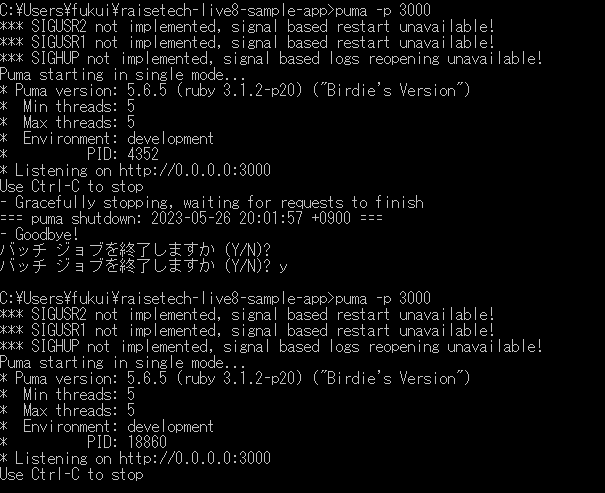 C:¥Users¥fukui¥raisetech-live8-sample-app>puma -p 3000
*** SIGUSR2 not implemented, signal based restart unavailable!
*** SIGUSR1 not implemented, signal based restart unavailable!
*** SIGHUP not implemented, signal based logs reopening unavailable!
Puma starting in single mode...
* Puma version: 5.6.5 (ruby 3.1.2-p20) ("Birdie's Version")
*  Min threads: 5
*  Max threads: 5
*  Environment: development
*          PID: 4352
* Listening on http://0.0.0.0:3000
Use Ctrl-C to stop
- Gracefully stopping, waiting for requests to finish
=== puma shutdown: 2023-05-26 20:01:57 +0900 ===
- Goodbye!
バッチ ジョブを終了しますか (Y/N)?
バッチ ジョブを終了しますか (Y/N)? y
C:¥Users¥fukui¥raisetech-live8-sample-app>puma -p 3000
*** SIGUSR2 not implemented, signal based restart unavailable!
*** SIGUSR1 not implemented, signal based restart unavailable!
*** SIGHUP not implemented, signal based logs reopening unavailable!
Puma starting in single mode...
* Puma version: 5.6.5 (ruby 3.1.2-p20) ("Birdie's Version")
*  Min threads: 5
*  Max threads: 5
*  Environment: development
*          PID: 18860
* Listening on http://0.0.0.0:3000
Use Ctrl-C to stop